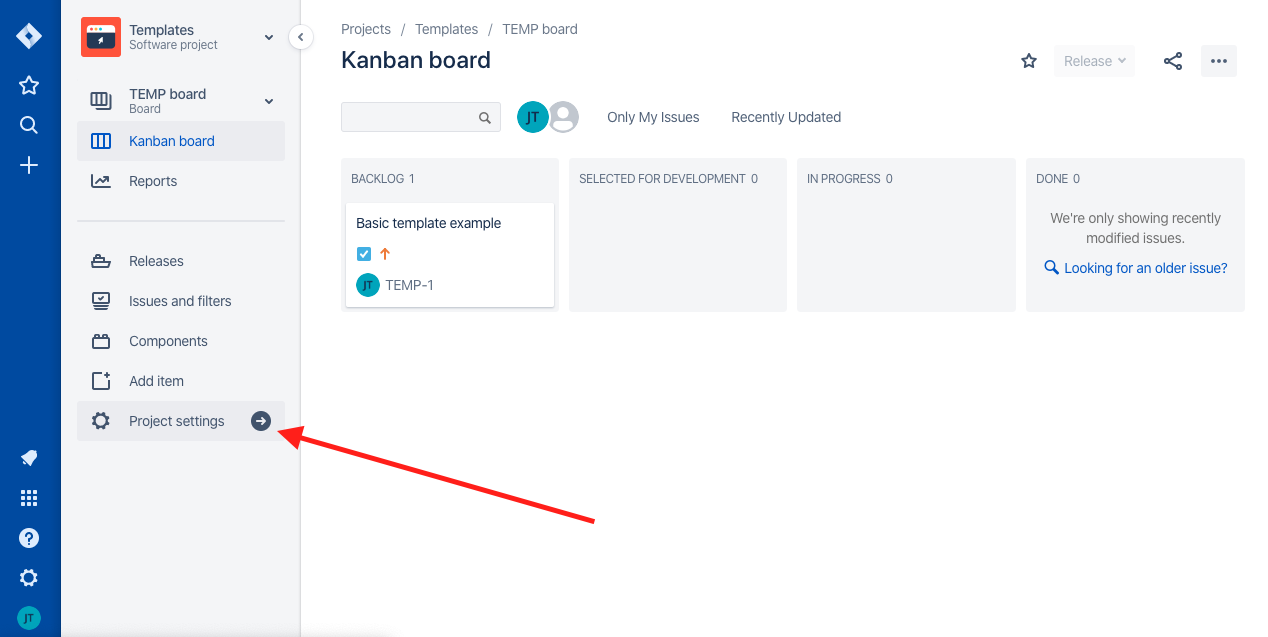 Templates
Software project
TEMP board
Board
Kanban board
Reports
Releases
Issues and filters
Components
Add item
Project settings
JT
Projects / Templates / TEMP board
Kanban board
Release
JT
Only My Issues
Recently Updated
BACKLOG 1
Basic template example
JT TEMP-1
SELECTED FOR DEVELOPMENT 0
IN PROGRESS 0
DONE 0
We're only showing recently
modified issues.
Looking for an older issue?